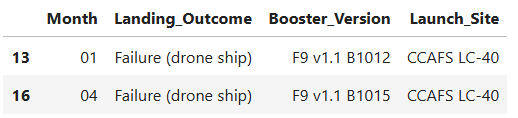 Month Landing_Outcome Booster_Version Launch_Site
13 01 Failure (drone ship) F9 v1.1 B1012 CCAFS LC-40
16 04 Failure (drone ship) F9 v1.1 B1015 CCAFS LC-40